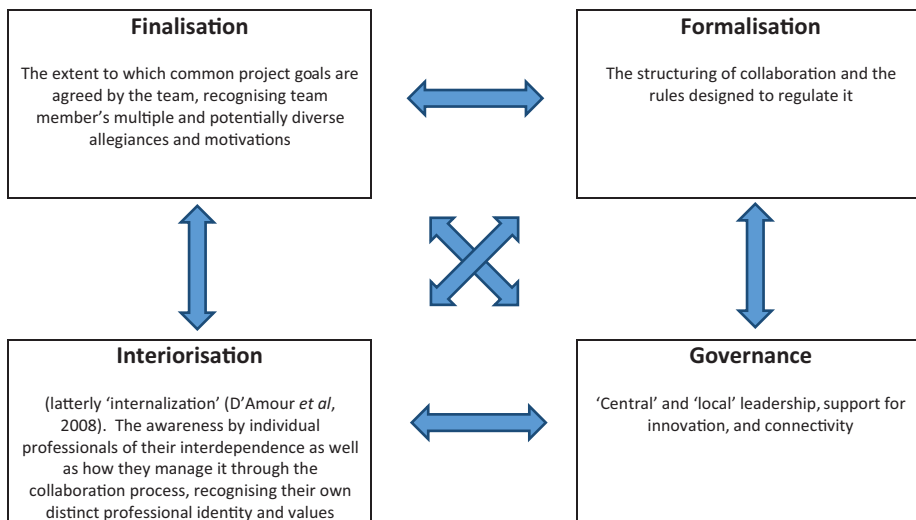 Finalisation
The extent to which common project goals are
agreed by the team, recognising team
member's multiple and potentially diverse
allegiances and motivations
Formalisation
The structuring of collaboration and the
rules designed to regulate it
Interiorisation
(latterly ‘internalization’ (D’Amour et al,
2008).  The awareness by individual
professionals of their interdependence as well
as how they manage it through the
collaboration process, recognising their own
distinct professional identity and values
Governance
‘Central’ and ‘local’ leadership, support for
innovation, and connectivity